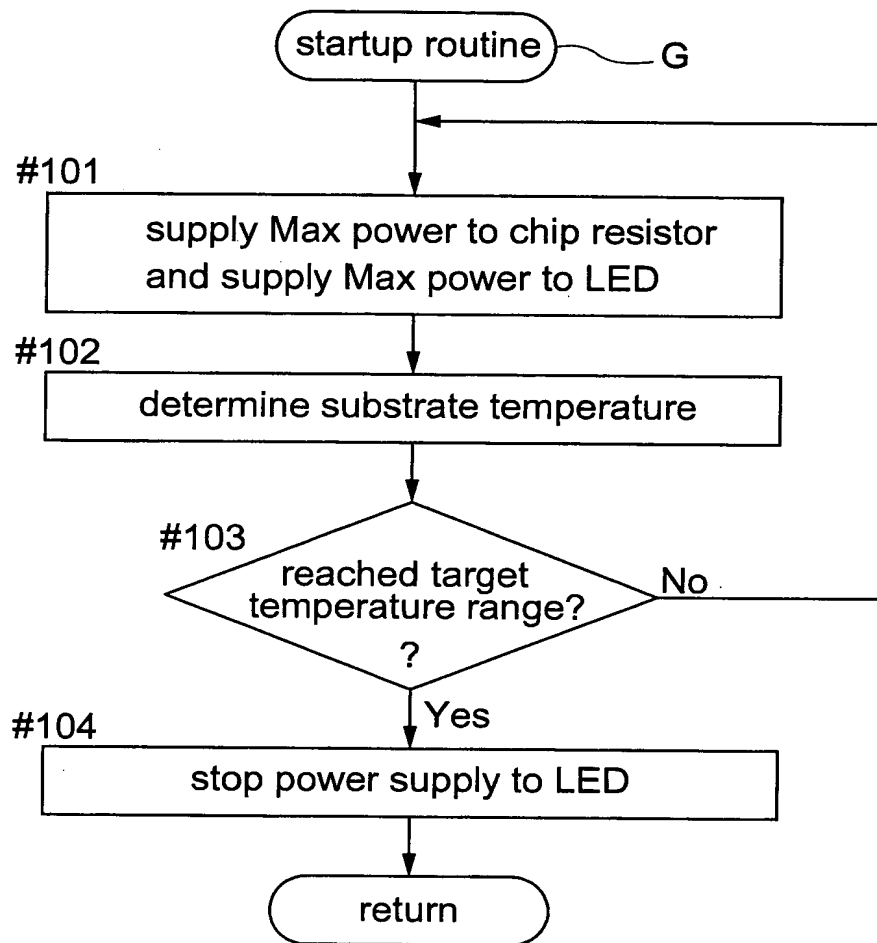 startup routine
G
#101
supply Max power to chip resistor
and supply Max power to LED
#102
determine substrate temperature
#103
reached target
temperature range?
?
No
Yes
#104
stop power supply to LED
return